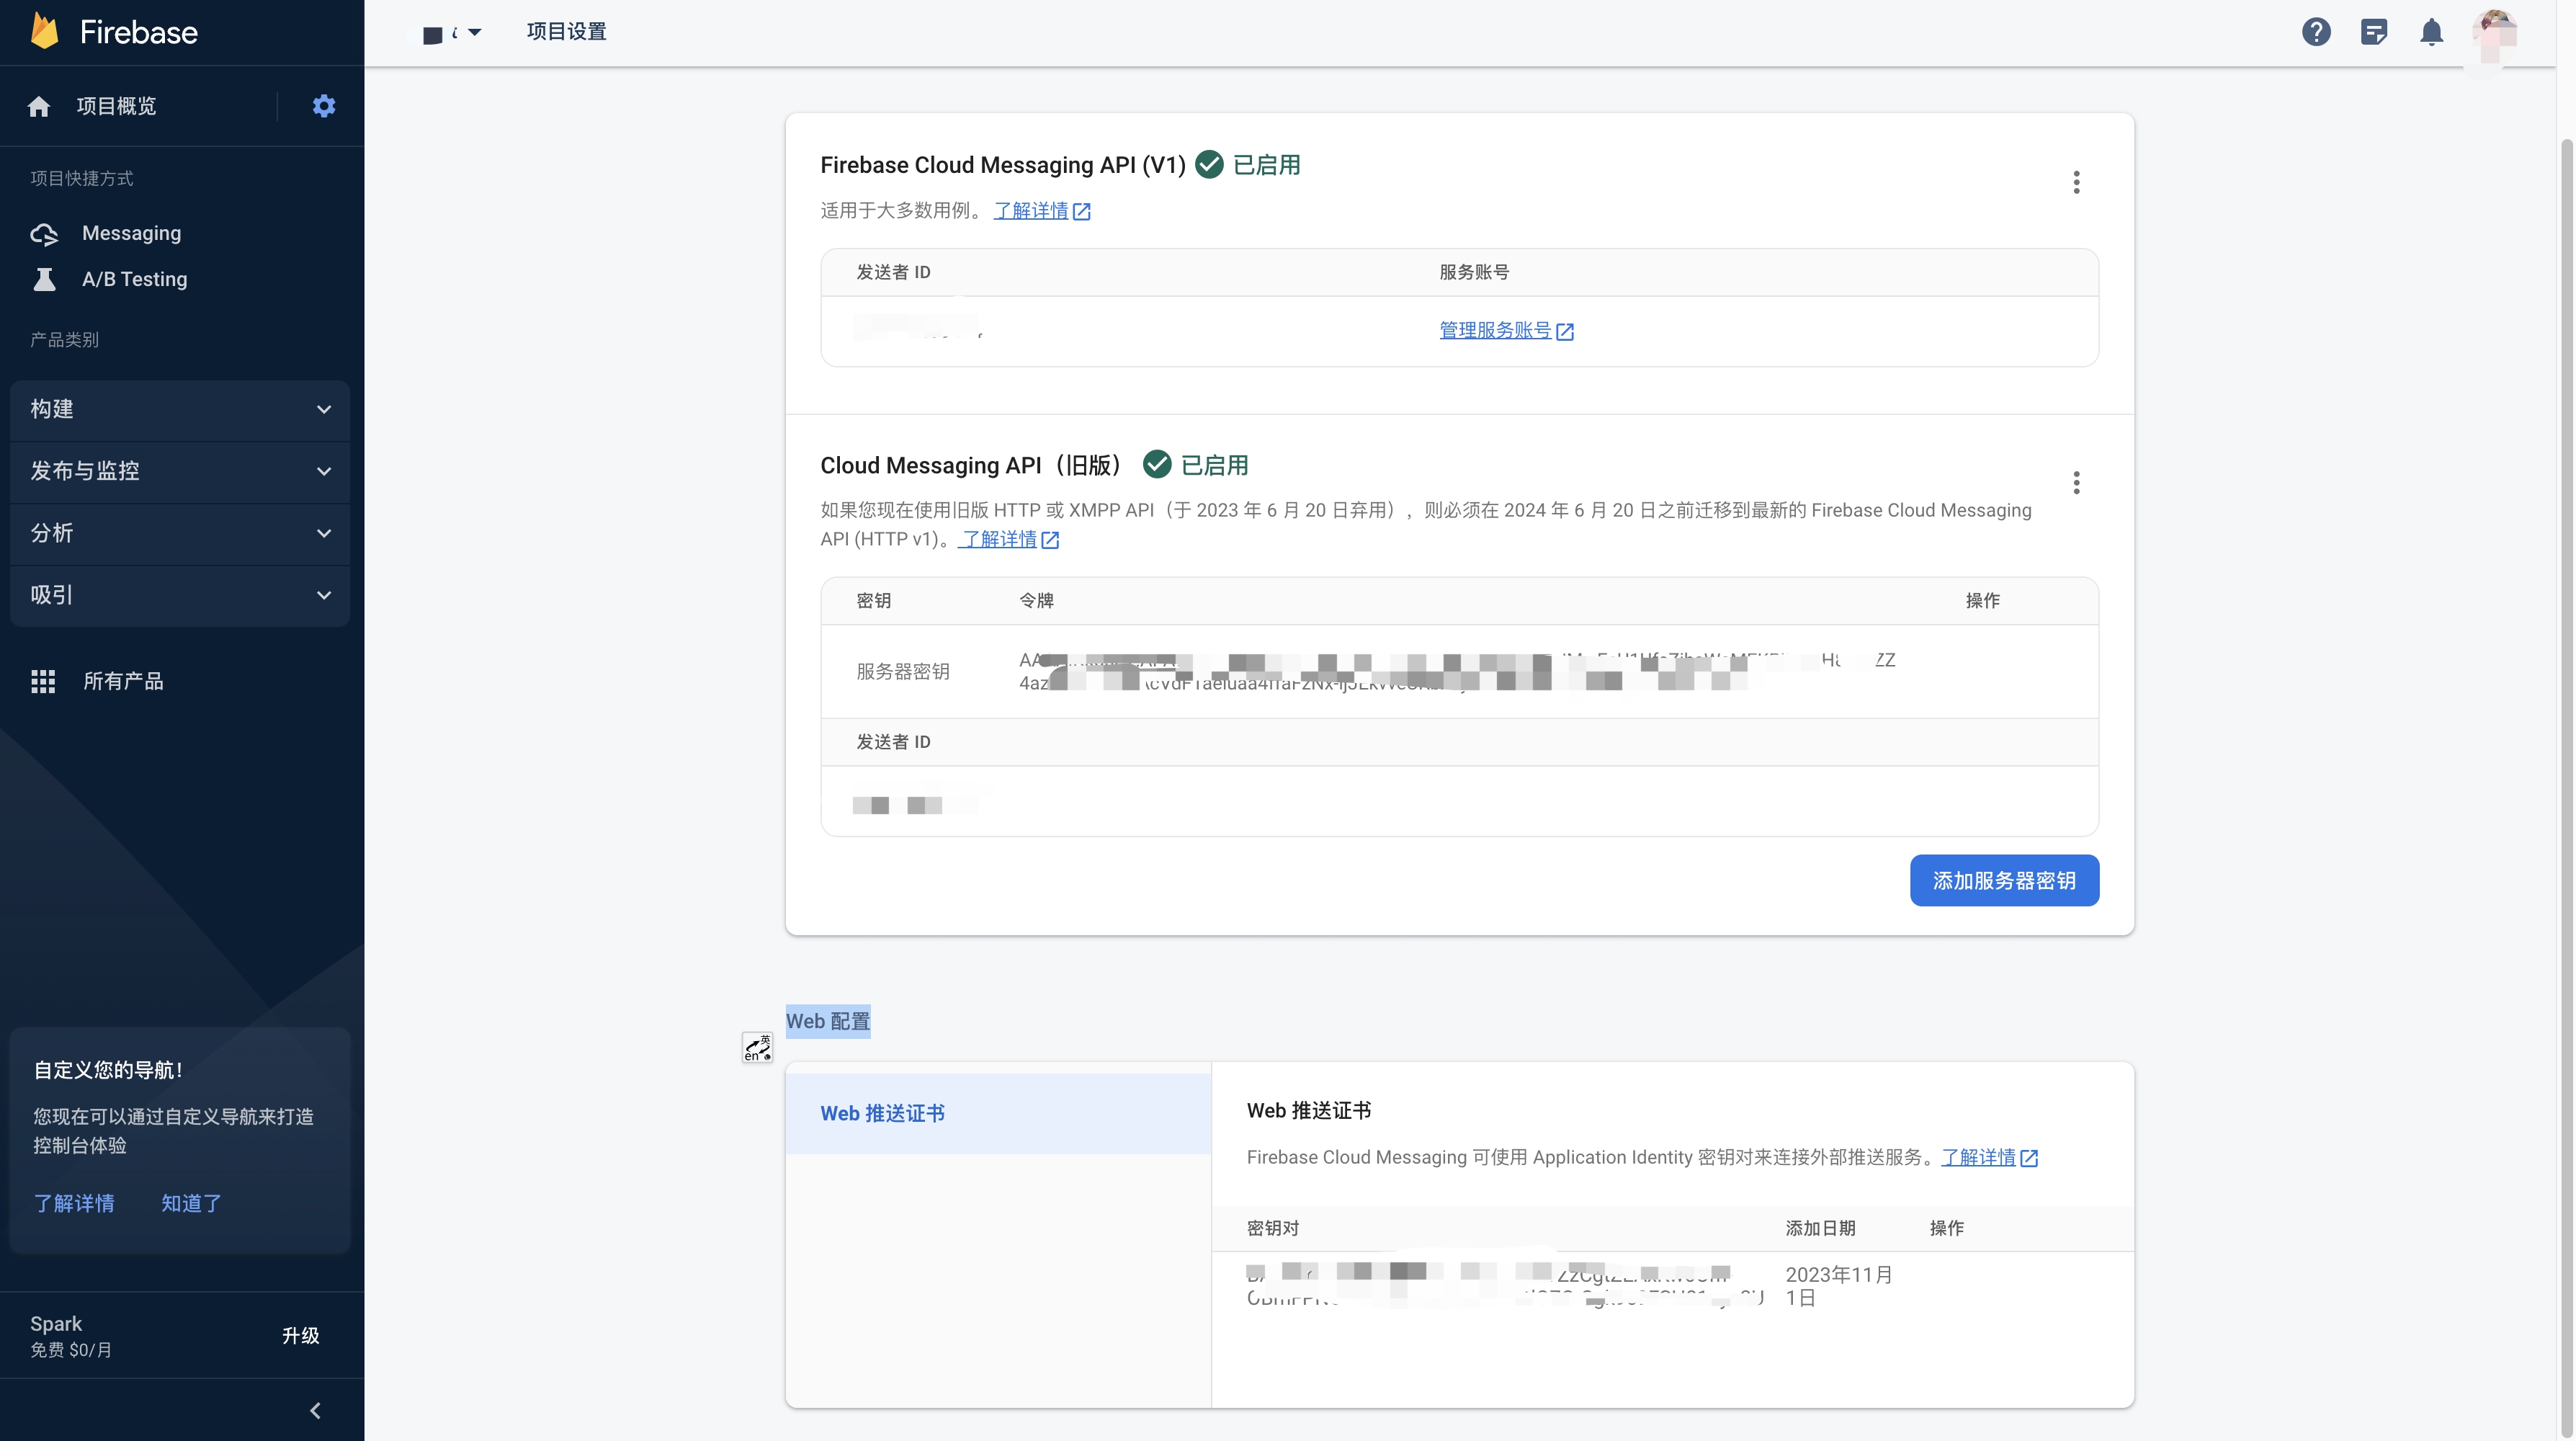 Firebase
项目设置
项目概览
项目快捷方式
Messaging
A/B Testing
产品类别
构建
发布与监控
分析
吸引
所有产品
自定义您的导航！
您现在可以通过自定义导航来打造
控制台体验
了解详情 知道了
Spark
免费 $0/月
升级
Firebase Cloud Messaging API (V1) 已启用
适用于大多数用例。 了解详情
发送者 ID 服务账号
管理服务账号
Cloud Messaging API（旧版） 已启用
如果您现在使用旧版 HTTP 或 XMPP API（于 2023 年 6 月 20 日弃用），则必须在 2024 年 6 月 20 日之前迁移到最新的 Firebase Cloud Messaging
API (HTTP v1)。 了解详情
密钥 令牌 操作
服务器密钥
发送者 ID
添加服务器密钥
Web 配置
英
en
Web 推送证书
Web 推送证书
Firebase Cloud Messaging 可使用 Application Identity 密钥对来连接外部推送服务。了解详情
密钥对 添加日期 操作
2023年11月
1日